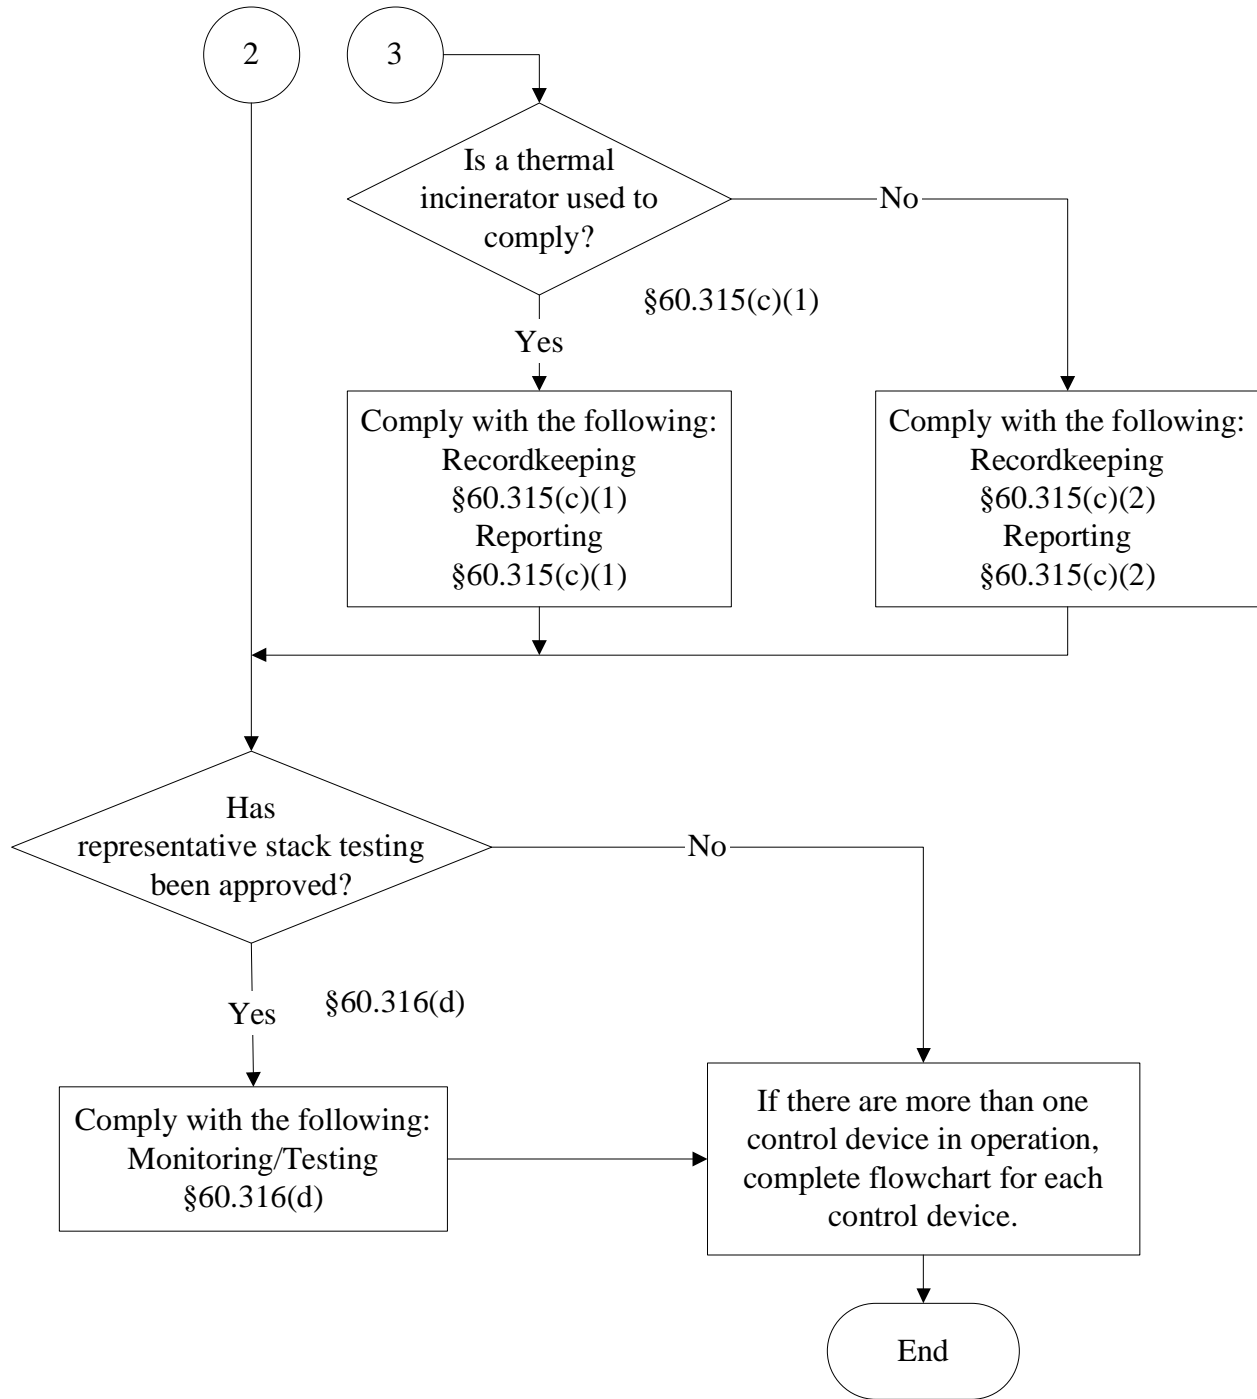 2
3
Is a thermal
incinerator used to
comply?
No
§60.315(c)(1)
Yes
Comply with the following:
Recordkeeping
§60.315(c)(1)
Reporting
§60.315(c)(1)
Comply with the following:
Recordkeeping
§60.315(c)(2)
Reporting
§60.315(c)(2)
Has
representative stack testing
been approved?
No
§60.316(d)
Yes
Comply with the following:
Monitoring/Testing
§60.316(d)
If there are more than one
control device in operation,
complete flowchart for each
control device.
End